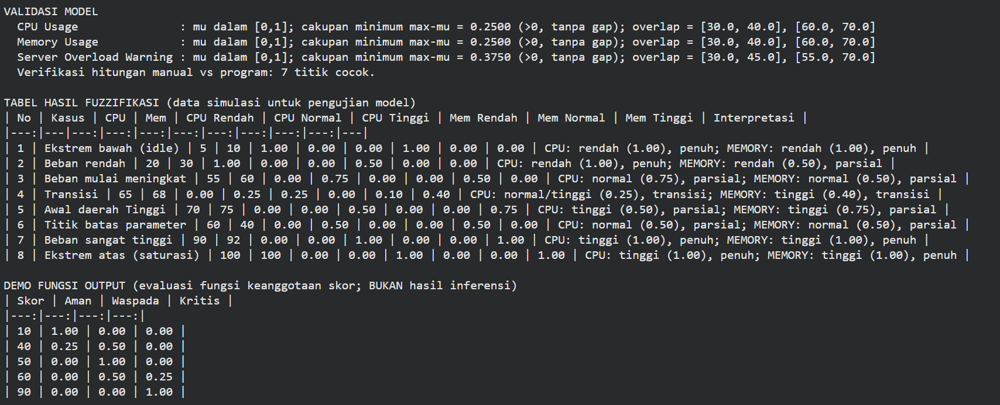 VALIDASI MODEL
CPU Usage : mu dalam [0,1]; cakupan minimum max-mu = 0.2500 (>0, tanpa gap); overlap = [30.0, 40.0], [60.0, 70.0]
Memory Usage : mu dalam [0,1]; cakupan minimum max-mu = 0.2500 (>0, tanpa gap); overlap = [30.0, 40.0], [60.0, 70.0]
Server Overload Warning : mu dalam [0,1]; cakupan minimum max-mu = 0.3750 (>0, tanpa gap); overlap = [30.0, 45.0], [55.0, 70.0]
Verifikasi hitungan manual vs program: 7 titik cocok.
TABEL HASIL FUZZIFIKASI (data simulasi untuk pengujian model)
| No | Kasus | CPU | Mem | CPU Rendah | CPU Normal | CPU Tinggi | Mem Rendah | Mem Normal | Mem Tinggi | Interpretasi |
|---:|---|---:|---:|---:|---:|---:|---:|---:|---:|---|
| 1 | Ekstrem bawah (idle) | 5 | 10 | 1.00 | 0.00 | 0.00 | 1.00 | 0.00 | 0.00 | CPU: rendah (1.00), penuh; MEMORY: rendah (1.00), penuh |
| 2 | Beban rendah | 20 | 30 | 1.00 | 0.00 | 0.00 | 0.50 | 0.00 | 0.00 | CPU: rendah (1.00), penuh; MEMORY: rendah (0.50), parsial |
| 3 | Beban mulai meningkat | 55 | 60 | 0.00 | 0.75 | 0.00 | 0.00 | 0.50 | 0.00 | CPU: normal (0.75), parsial; MEMORY: normal (0.50), parsial |
| 4 | Transisi | 65 | 68 | 0.00 | 0.25 | 0.25 | 0.00 | 0.10 | 0.40 | CPU: normal/tinggi (0.25), transisi; MEMORY: tinggi (0.40), transisi |
| 5 | Awal daerah Tinggi | 70 | 75 | 0.00 | 0.00 | 0.50 | 0.00 | 0.00 | 0.75 | CPU: tinggi (0.50), parsial; MEMORY: tinggi (0.75), parsial |
| 6 | Titik batas parameter | 60 | 40 | 0.00 | 0.50 | 0.00 | 0.00 | 0.50 | 0.00 | CPU: normal (0.50), parsial; MEMORY: normal (0.50), parsial |
| 7 | Beban sangat tinggi | 90 | 92 | 0.00 | 0.00 | 1.00 | 0.00 | 0.00 | 1.00 | CPU: tinggi (1.00), penuh; MEMORY: tinggi (1.00), penuh |
| 8 | Ekstrem atas (saturasi) | 100 | 100 | 0.00 | 0.00 | 1.00 | 0.00 | 0.00 | 1.00 | CPU: tinggi (1.00), penuh; MEMORY: tinggi (1.00), penuh |
DEMO FUNGSI OUTPUT (evaluasi fungsi keanggotaan skor; BUKAN hasil inferensi)
| Skor | Aman | Waspada | Kritis |
|---:|---:|---:|---:|
| 10 | 1.00 | 0.00 | 0.00 |
| 40 | 0.25 | 0.50 | 0.00 |
| 50 | 0.00 | 1.00 | 0.00 |
| 60 | 0.00 | 0.50 | 0.25 |
| 90 | 0.00 | 0.00 | 1.00 |